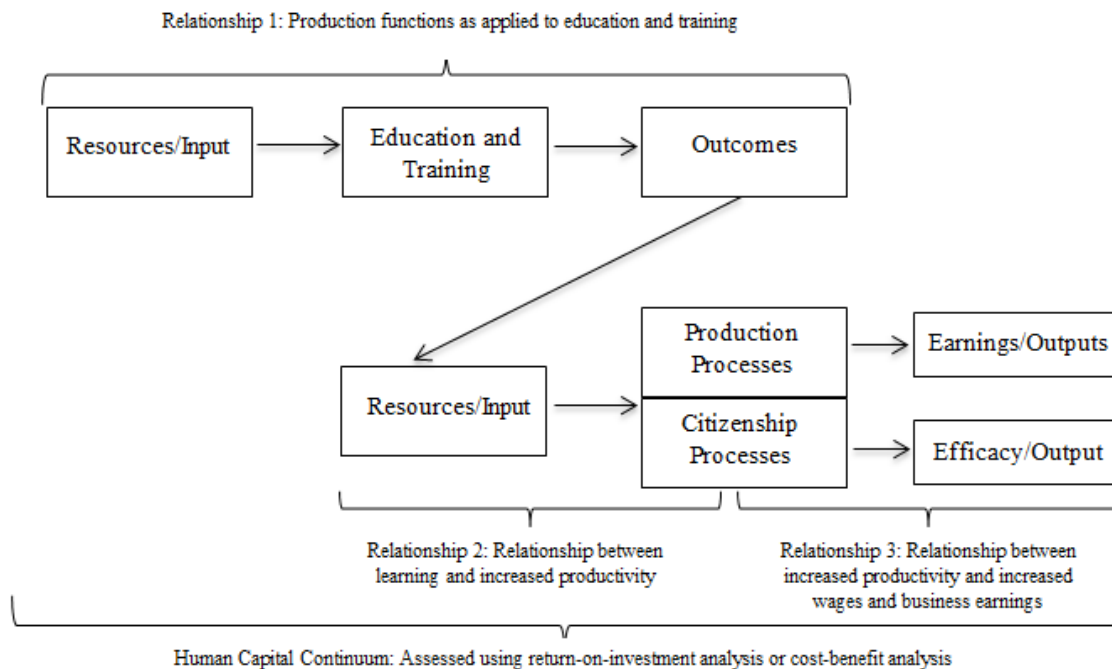 Relationship 1: Production functions as applied to education and training
Resources/Input
Education and
Training
Outcomes
Production
Processes
Earnings/Outputs
Resources/Input
Citizenship
Processes
Efficacy/Output
Relationship 2: Relationship between
learning and increased productivity
Relationship 3: Relationship between
increased productivity and increased
wages and business earnings
Human Capital Continuum: Assessed using return-on-investment analysis or cost-benefit analysis